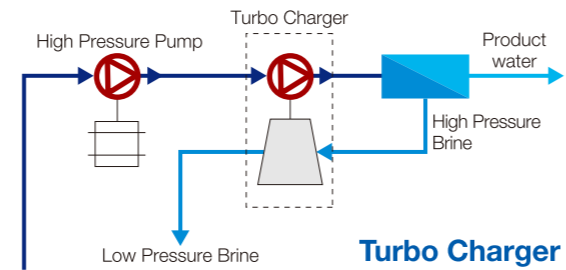 Turbo Charger
High Pressure Pump
Product
water
High Pressure
Brine
Low Pressure Brine
Turbo Charger